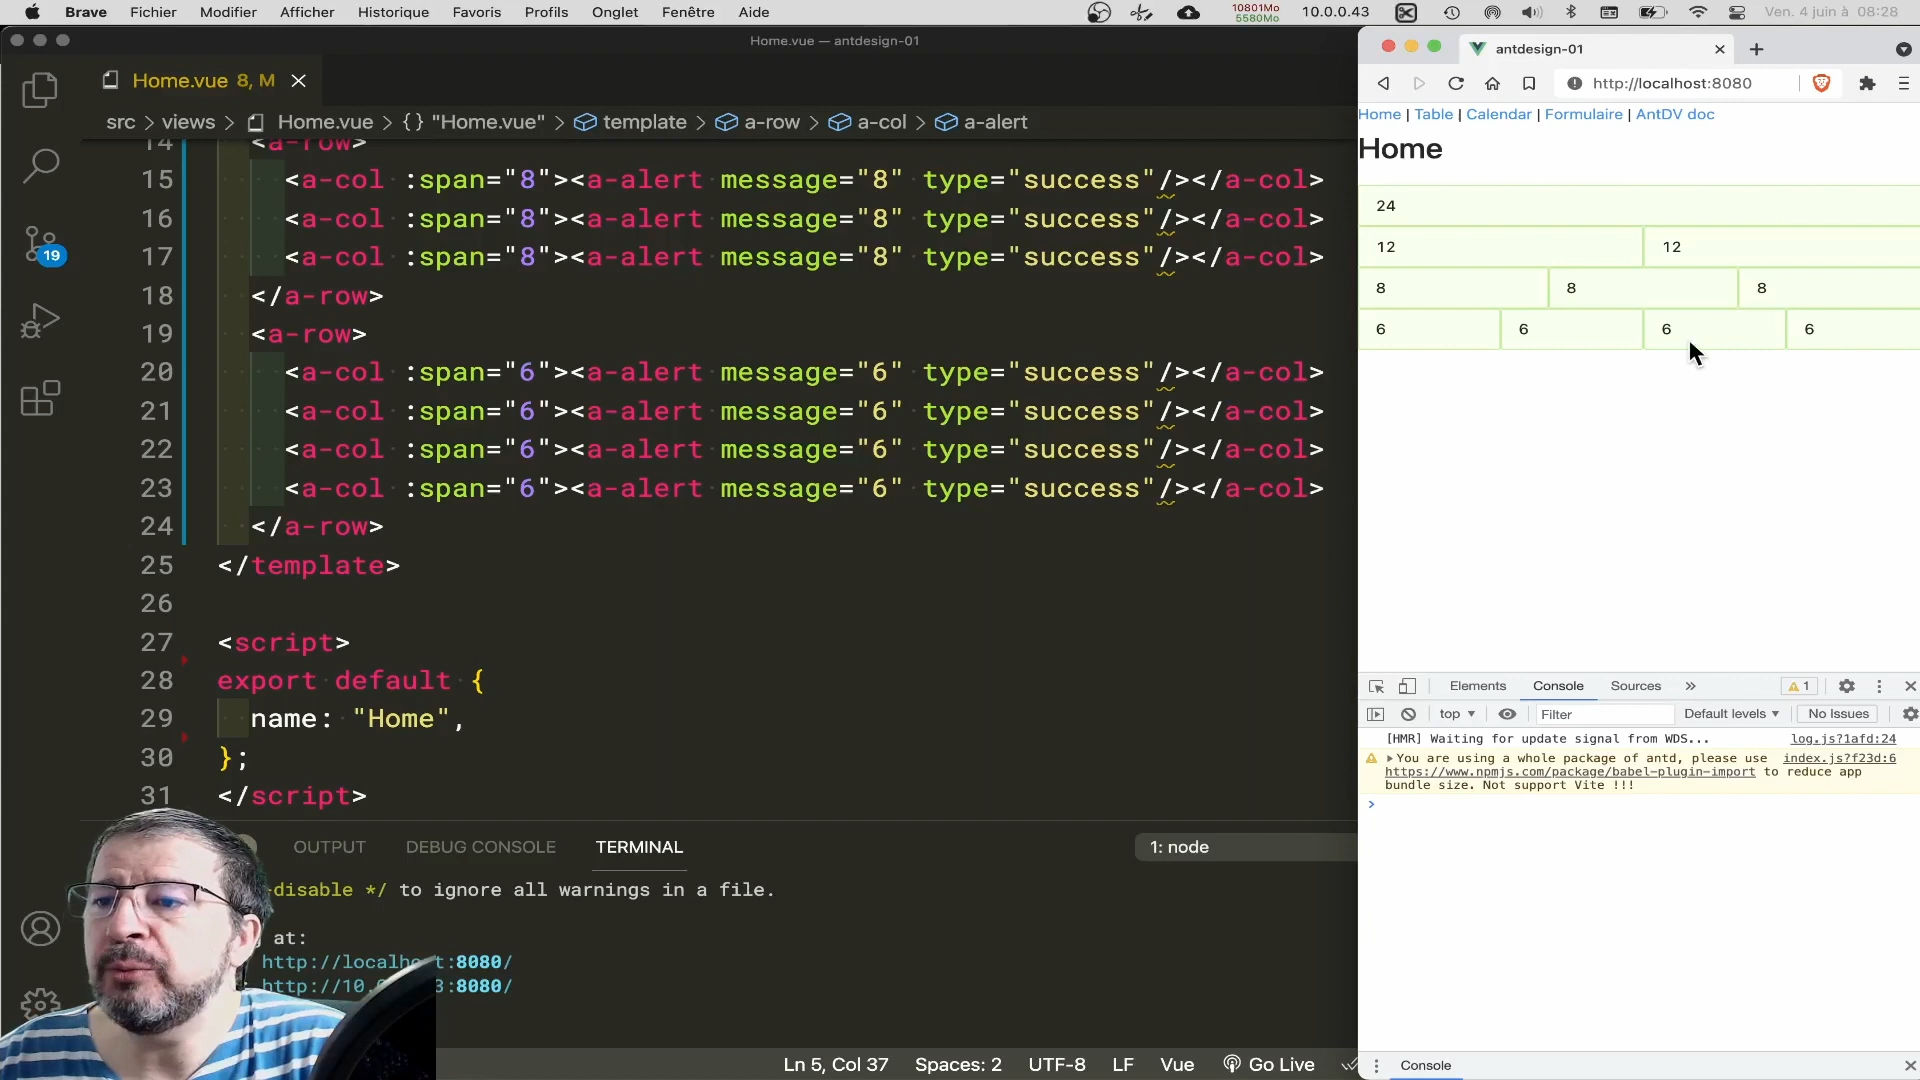 Brave Fichier Modifier Afficher Historique Favoris Profils Onglet Fenêtre Aide 10801Mo 5580Mo 10.0.0.43 Ven. 4 juin à 08:28
Home.vue — antdesign-01
Home.vue 8, M
src > views > Home.vue > {} "Home.vue" > template > a-row > a-col > a-alert
14 <a-row>
15 <a-col :span="8"><a-alert message="8" type="success"/></a-col>
16 <a-col :span="8"><a-alert message="8" type="success"/></a-col>
17 <a-col :span="8"><a-alert message="8" type="success"/></a-col>
18 </a-row>
19 <a-row>
20 <a-col :span="6"><a-alert message="6" type="success"/></a-col>
21 <a-col :span="6"><a-alert message="6" type="success"/></a-col>
22 <a-col :span="6"><a-alert message="6" type="success"/></a-col>
23 <a-col :span="6"><a-alert message="6" type="success"/></a-col>
24 </a-row>
25 </template>
26
27 <script>
28 export default {
29 name: "Home",
30 };
31 </script>
19
OUTPUT DEBUG CONSOLE TERMINAL 1: node
-disable */ to ignore all warnings in a file.
at:
http://localhost:8080/
http://10. 3:8080/
Ln 5, Col 37 Spaces: 2 UTF-8 LF Vue Go Live
antdesign-01
http://localhost:8080
Home | Table | Calendar | Formulaire | AntDV doc
Home
24
12 12
8 8 8
6 6 6 6
Elements Console Sources » 1
top Filter Default levels No Issues
[HMR] Waiting for update signal from WDS... log.js?1afd:24
You are using a whole package of antd, please use index.js?f23d:6
https://www.npmjs.com/package/babel-plugin-import to reduce app
bundle size. Not support Vite !!!
>
Console